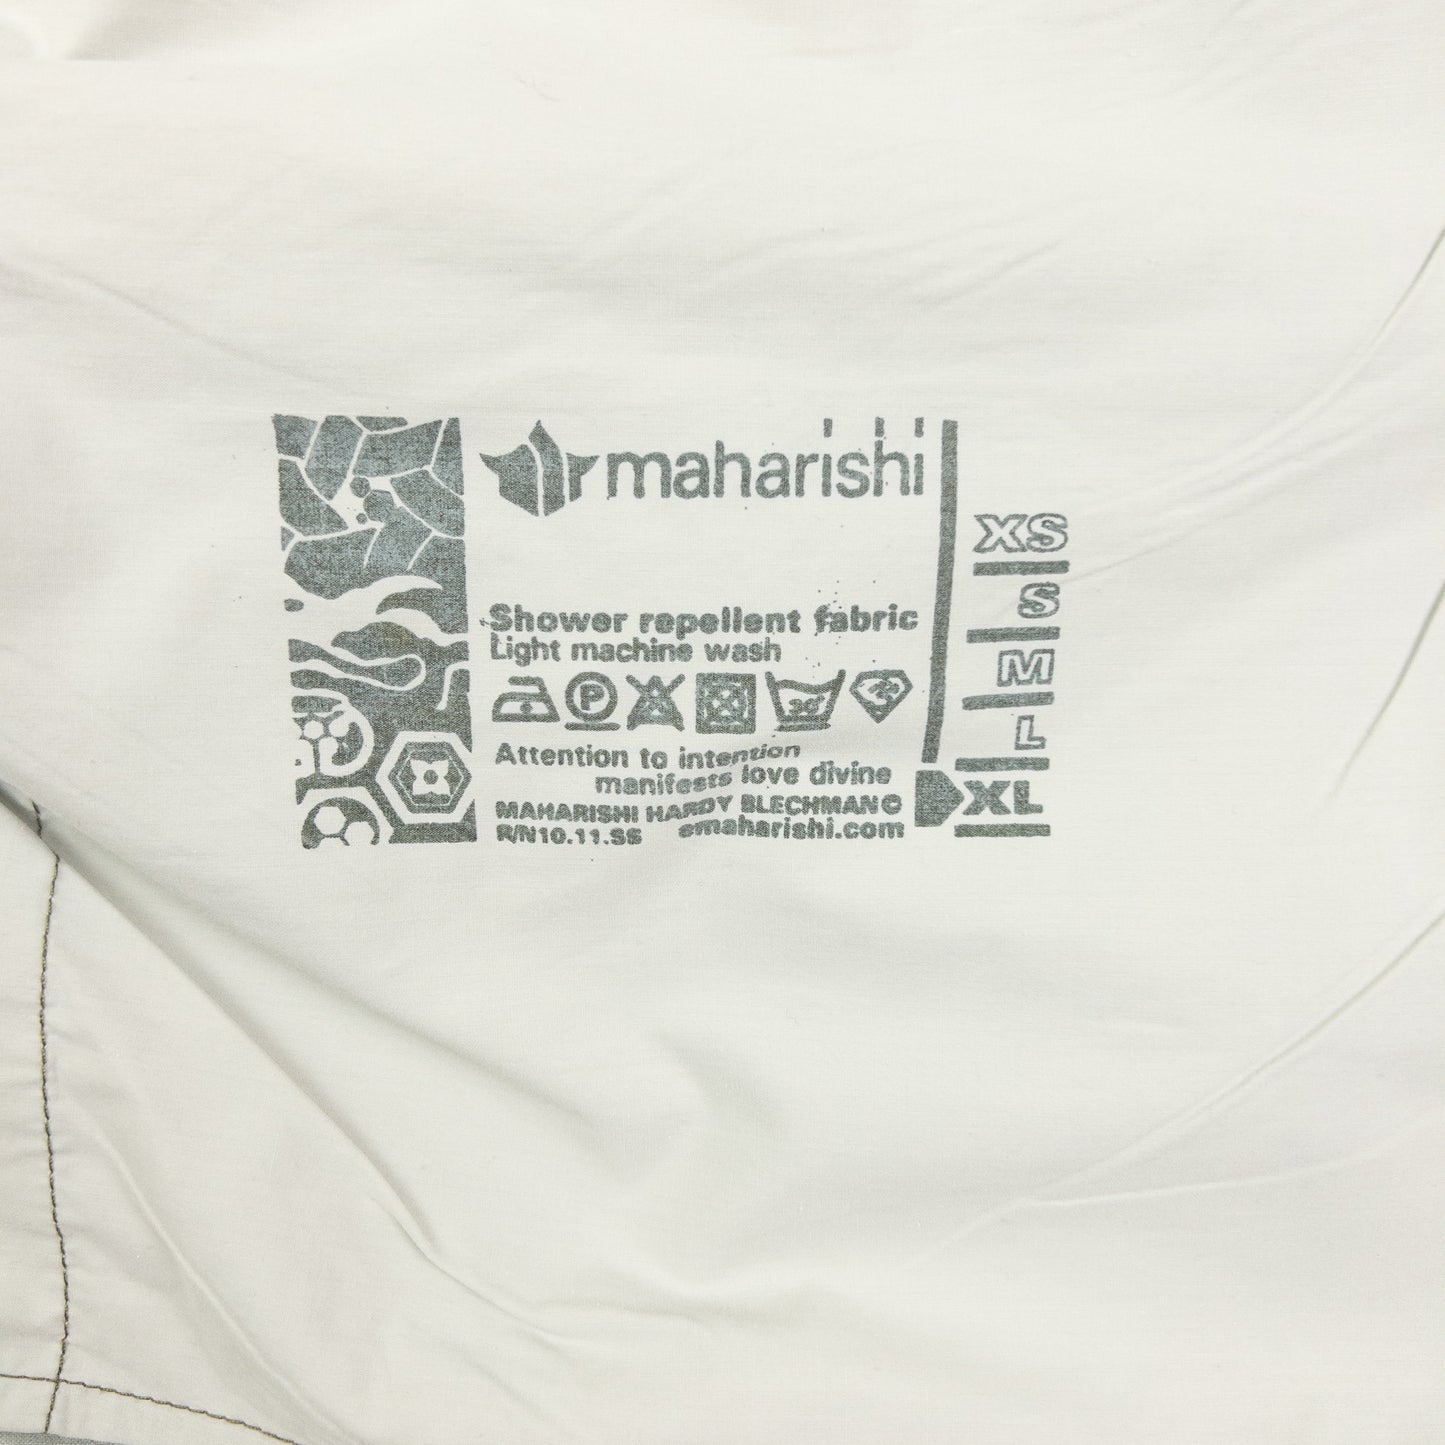 maharishi
Shower repellent fabric
Light machine wash
P
30°
Attention to intention
manifests love divine
MAHARISHI HARDY BLECHMAN©
R/N10.11.SS emaharishi.com
XS
S
M
L
XL